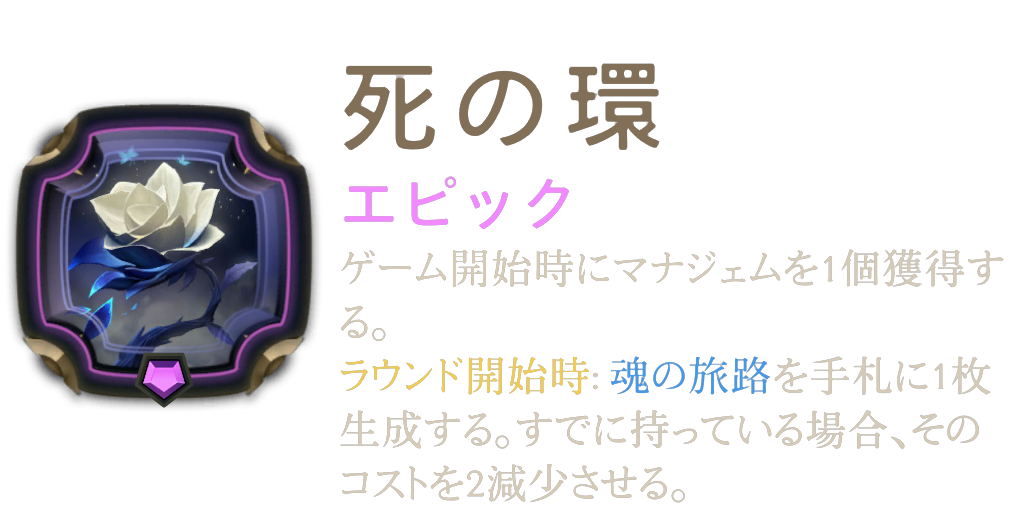 死の環
エピック
ゲーム開始時にマナジェムを1個獲得す
る。
ラウンド開始時: 魂の旅路を手札に1枚
生成する。すでに持っている場合、その
コストを2減少させる。